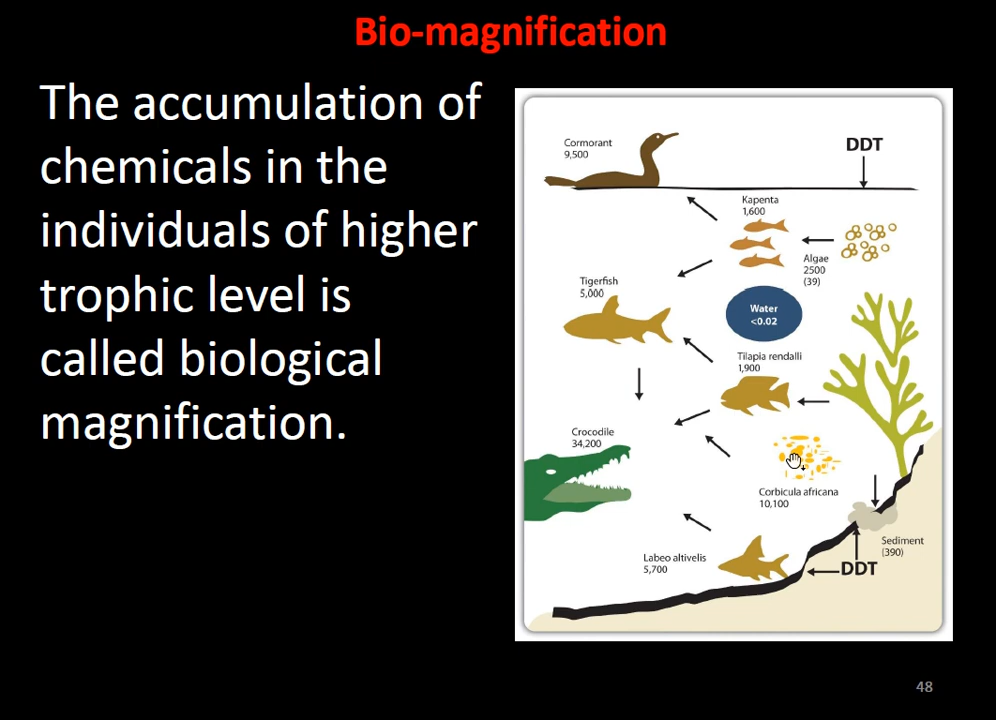 Bio-magnification
The accumulation of
chemicals in the
individuals of higher
trophic level is
called biological
magnification.
Cormorant
9,500
DDT
Kapenta
1,600
Algae
2500
(39)
Tigerfish
5,000
Water
<0.02
Tilapia rendalli
1,900
Crocodile
34,200
Corbicula africana
10,100
Sediment
(390)
Labeo altivelis
5,700
DDT
48